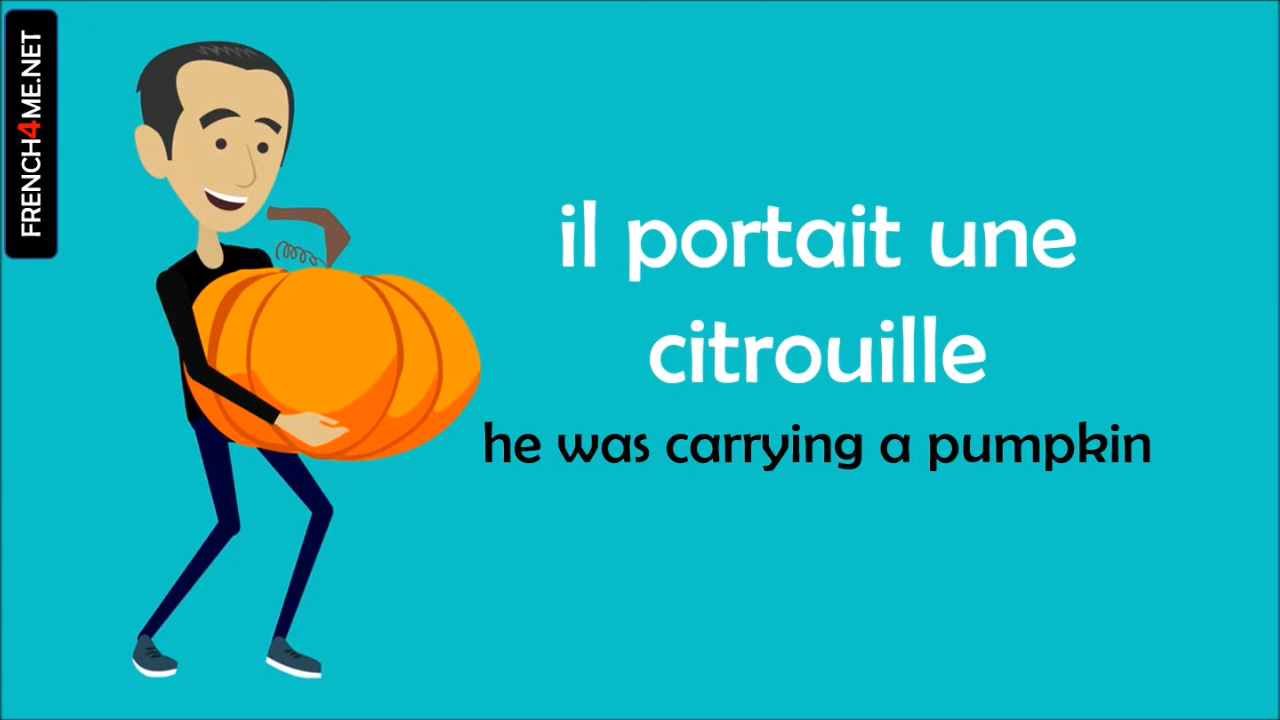 FRENCH4ME.NET
il portait une
citrouille
he was carrying a pumpkin